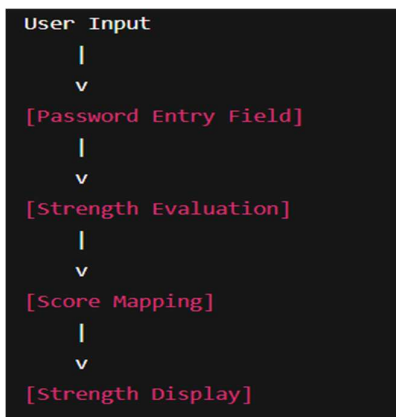 User Input
|
v
[Password Entry Field]
|
v
[Strength Evaluation]
|
v
[Score Mapping]
|
v
[Strength Display]